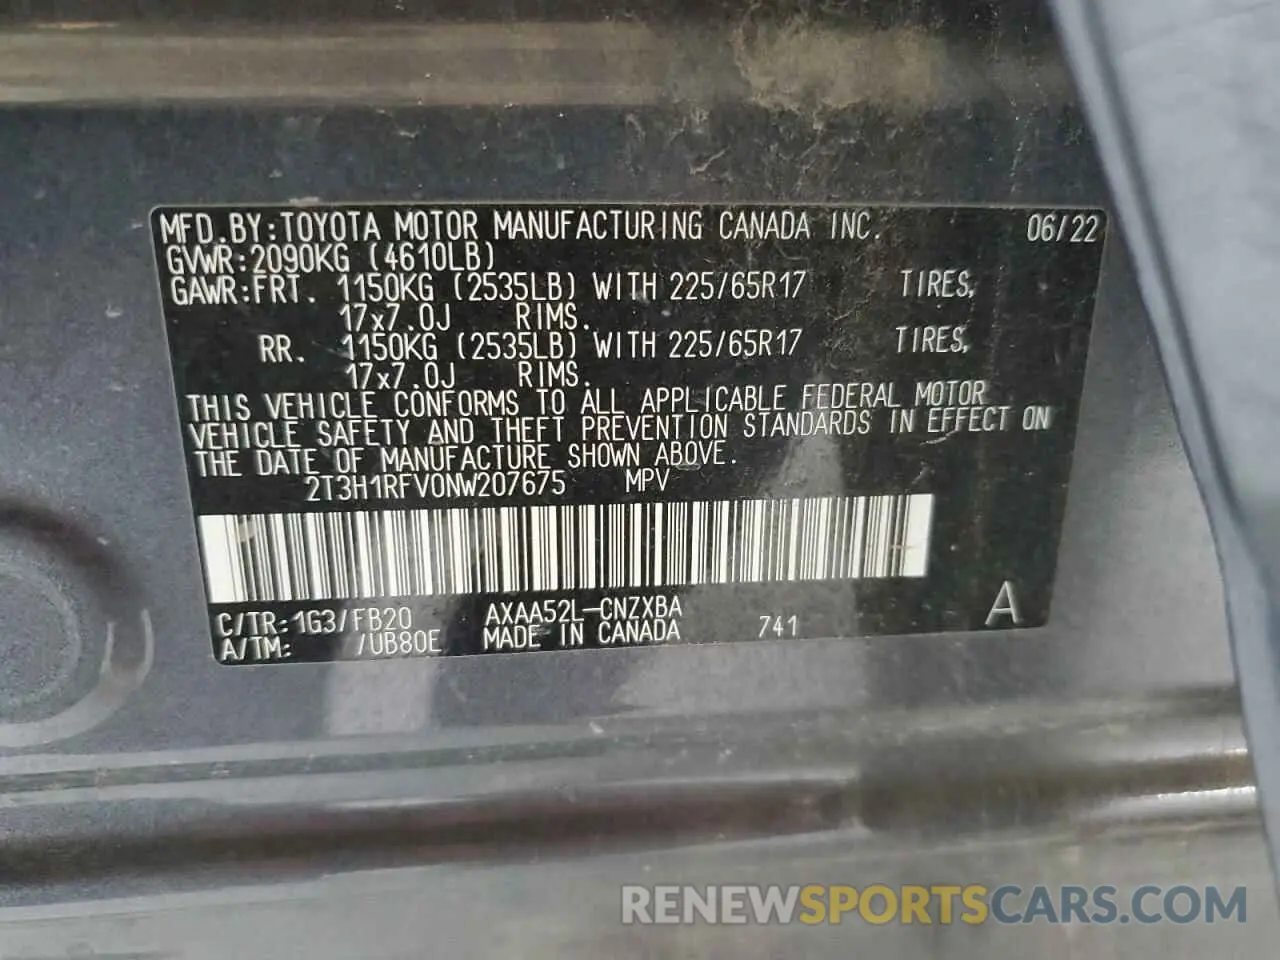 MFD.BY:TOYOTA MOTOR MANUFACTURING CANADA INC. 06/22
GVWR:2090KG (4610LB)
GAWR:FRT. 1150KG (2535LB) WITH 225/65R17 TIRES,
17x7.0J RIMS.
RR. 1150KG (2535LB) WITH 225/65R17 TIRES,
17x7.0J RIMS.
THIS VEHICLE CONFORMS TO ALL APPLICABLE FEDERAL MOTOR
VEHICLE SAFETY AND THEFT PREVENTION STANDARDS IN EFFECT ON
THE DATE OF MANUFACTURE SHOWN ABOVE.
2T3H1RFV0NW207675 MPV
C/TR:1G3/FB20 AXAA52L-CNZXBA A
A/TM: /UB80E MADE IN CANADA 741
RENEWSPORTSCARS.COM